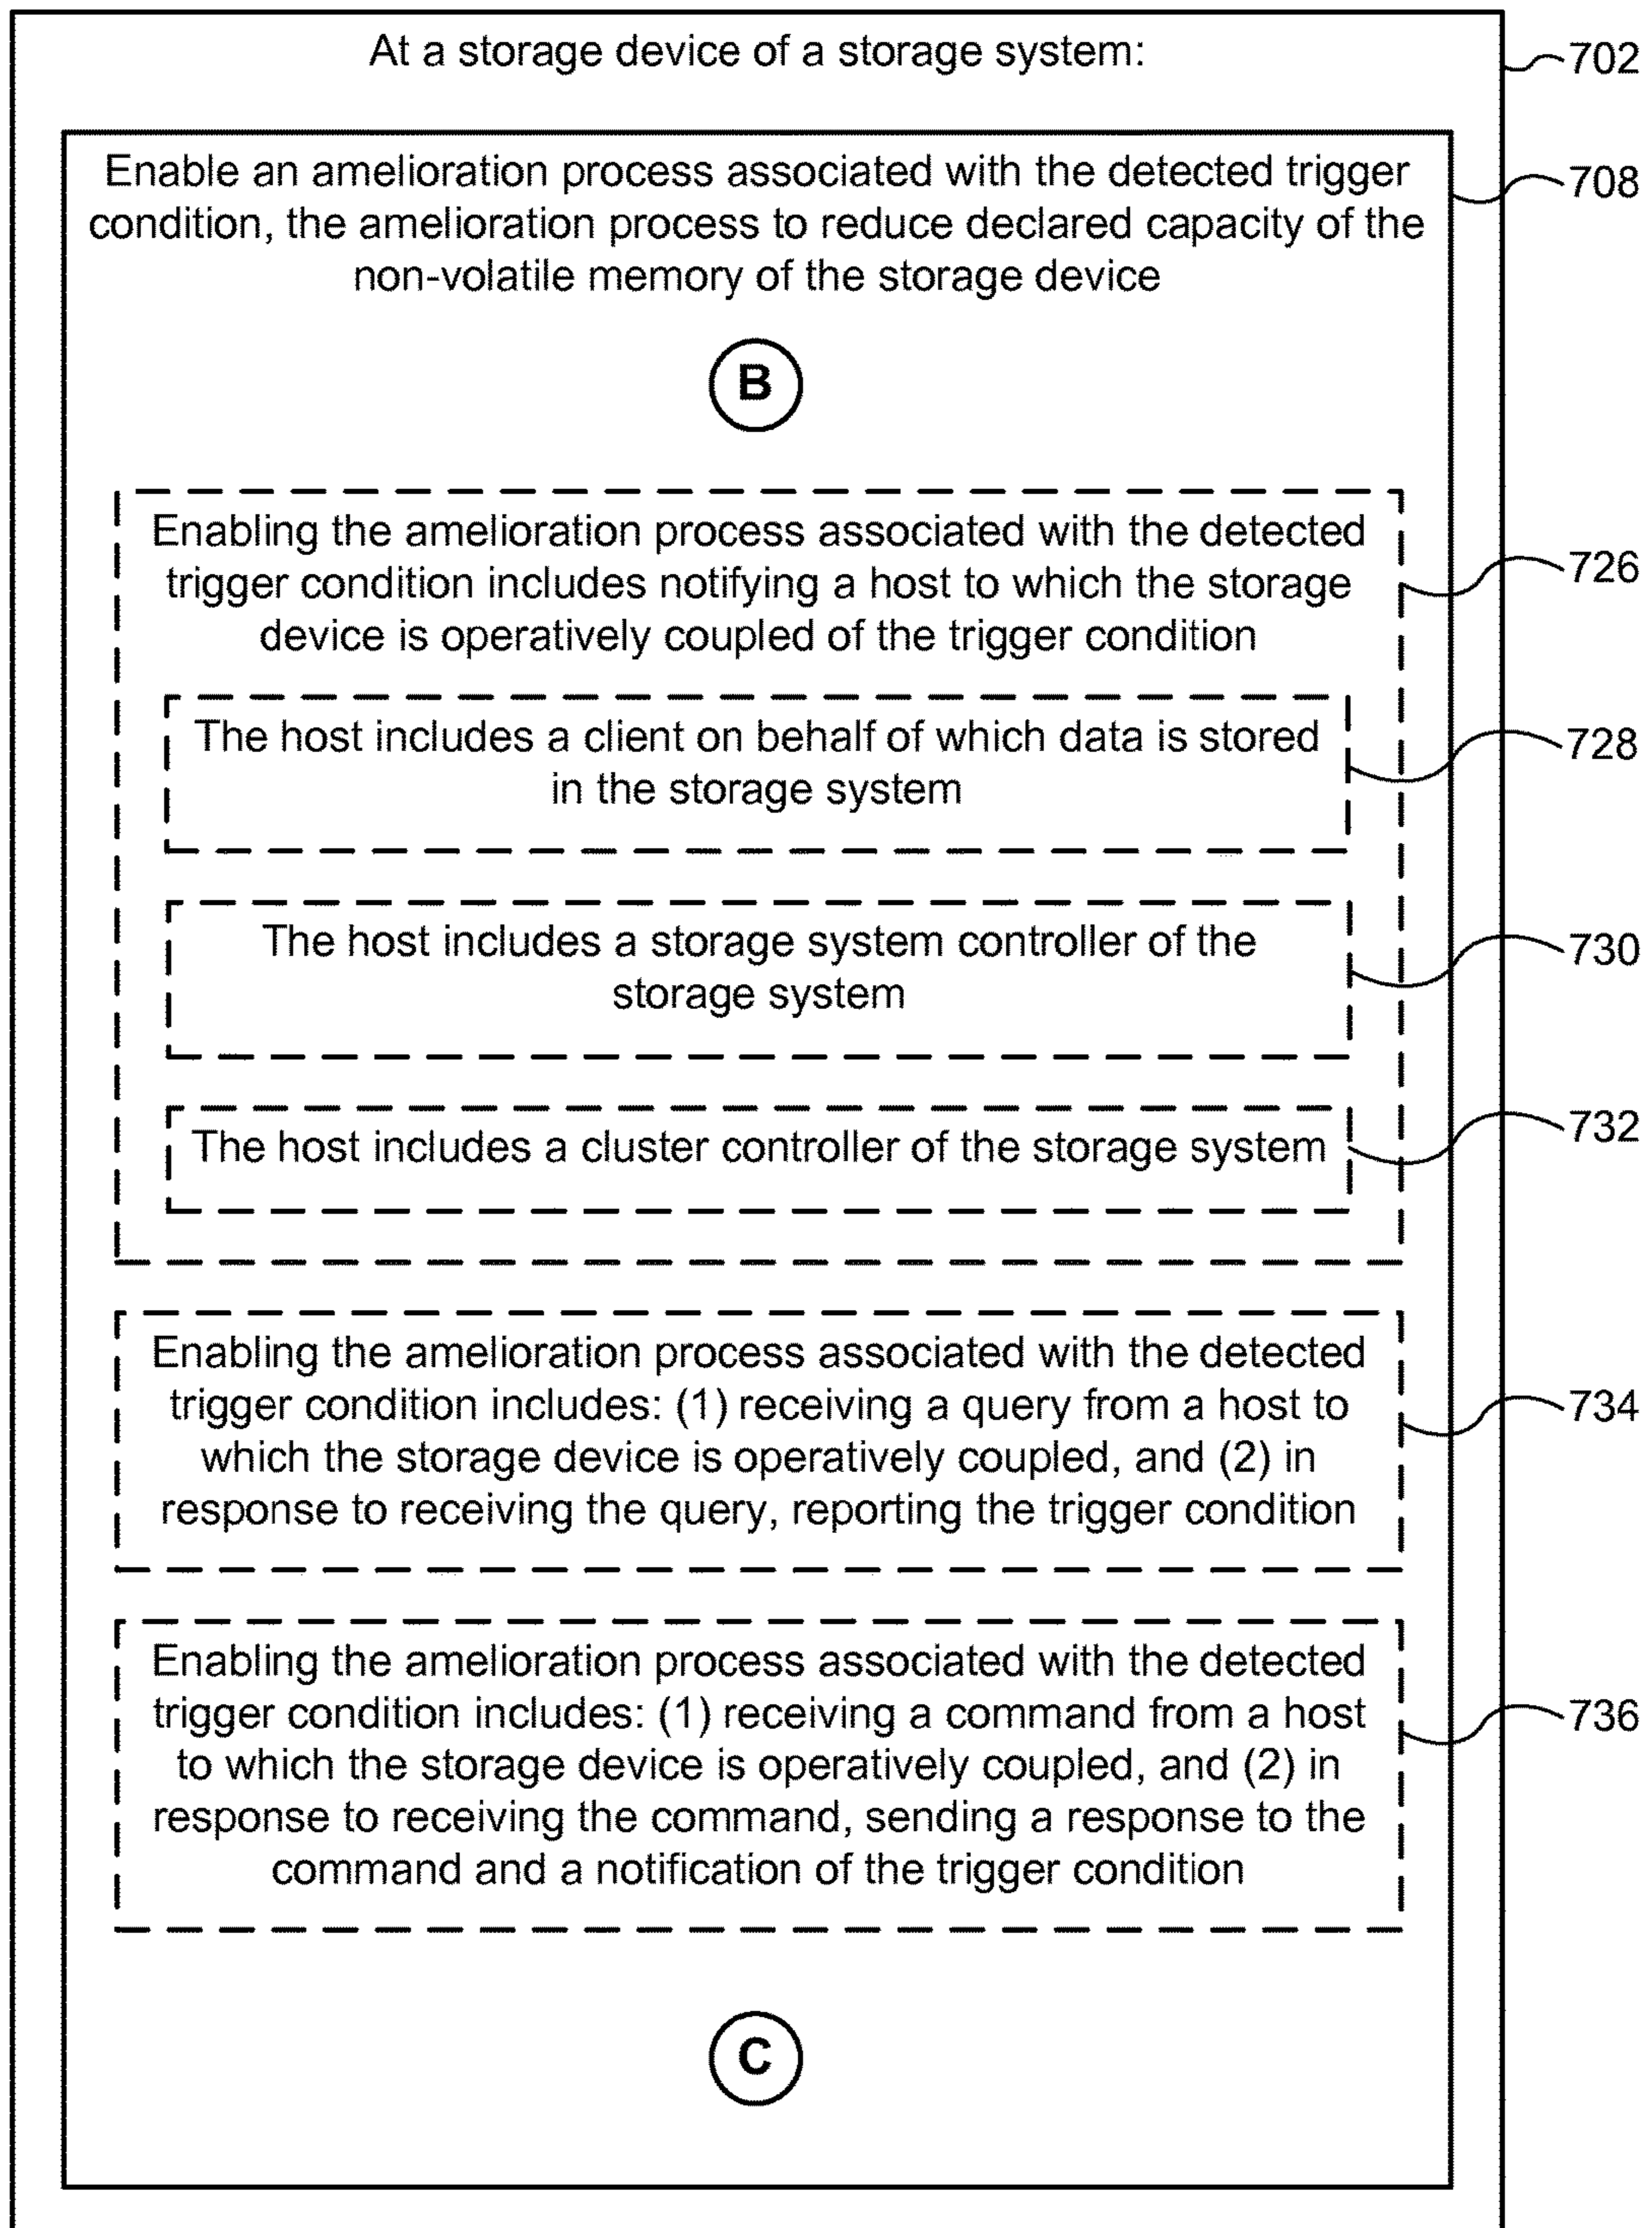 At a storage device of a storage system:
702
Enable an amelioration process associated with the detected trigger
condition, the amelioration process to reduce declared capacity of the
non-volatile memory of the storage device
708
B
Enabling the amelioration process associated with the detected
trigger condition includes notifying a host to which the storage
device is operatively coupled of the trigger condition
726
The host includes a client on behalf of which data is stored
in the storage system
728
The host includes a storage system controller of the
storage system
730
The host includes a cluster controller of the storage system
732
Enabling the amelioration process associated with the detected
trigger condition includes: (1) receiving a query from a host to
which the storage device is operatively coupled, and (2) in
response to receiving the query, reporting the trigger condition
734
Enabling the amelioration process associated with the detected
trigger condition includes: (1) receiving a command from a host
to which the storage device is operatively coupled, and (2) in
response to receiving the command, sending a response to the
command and a notification of the trigger condition
736
C